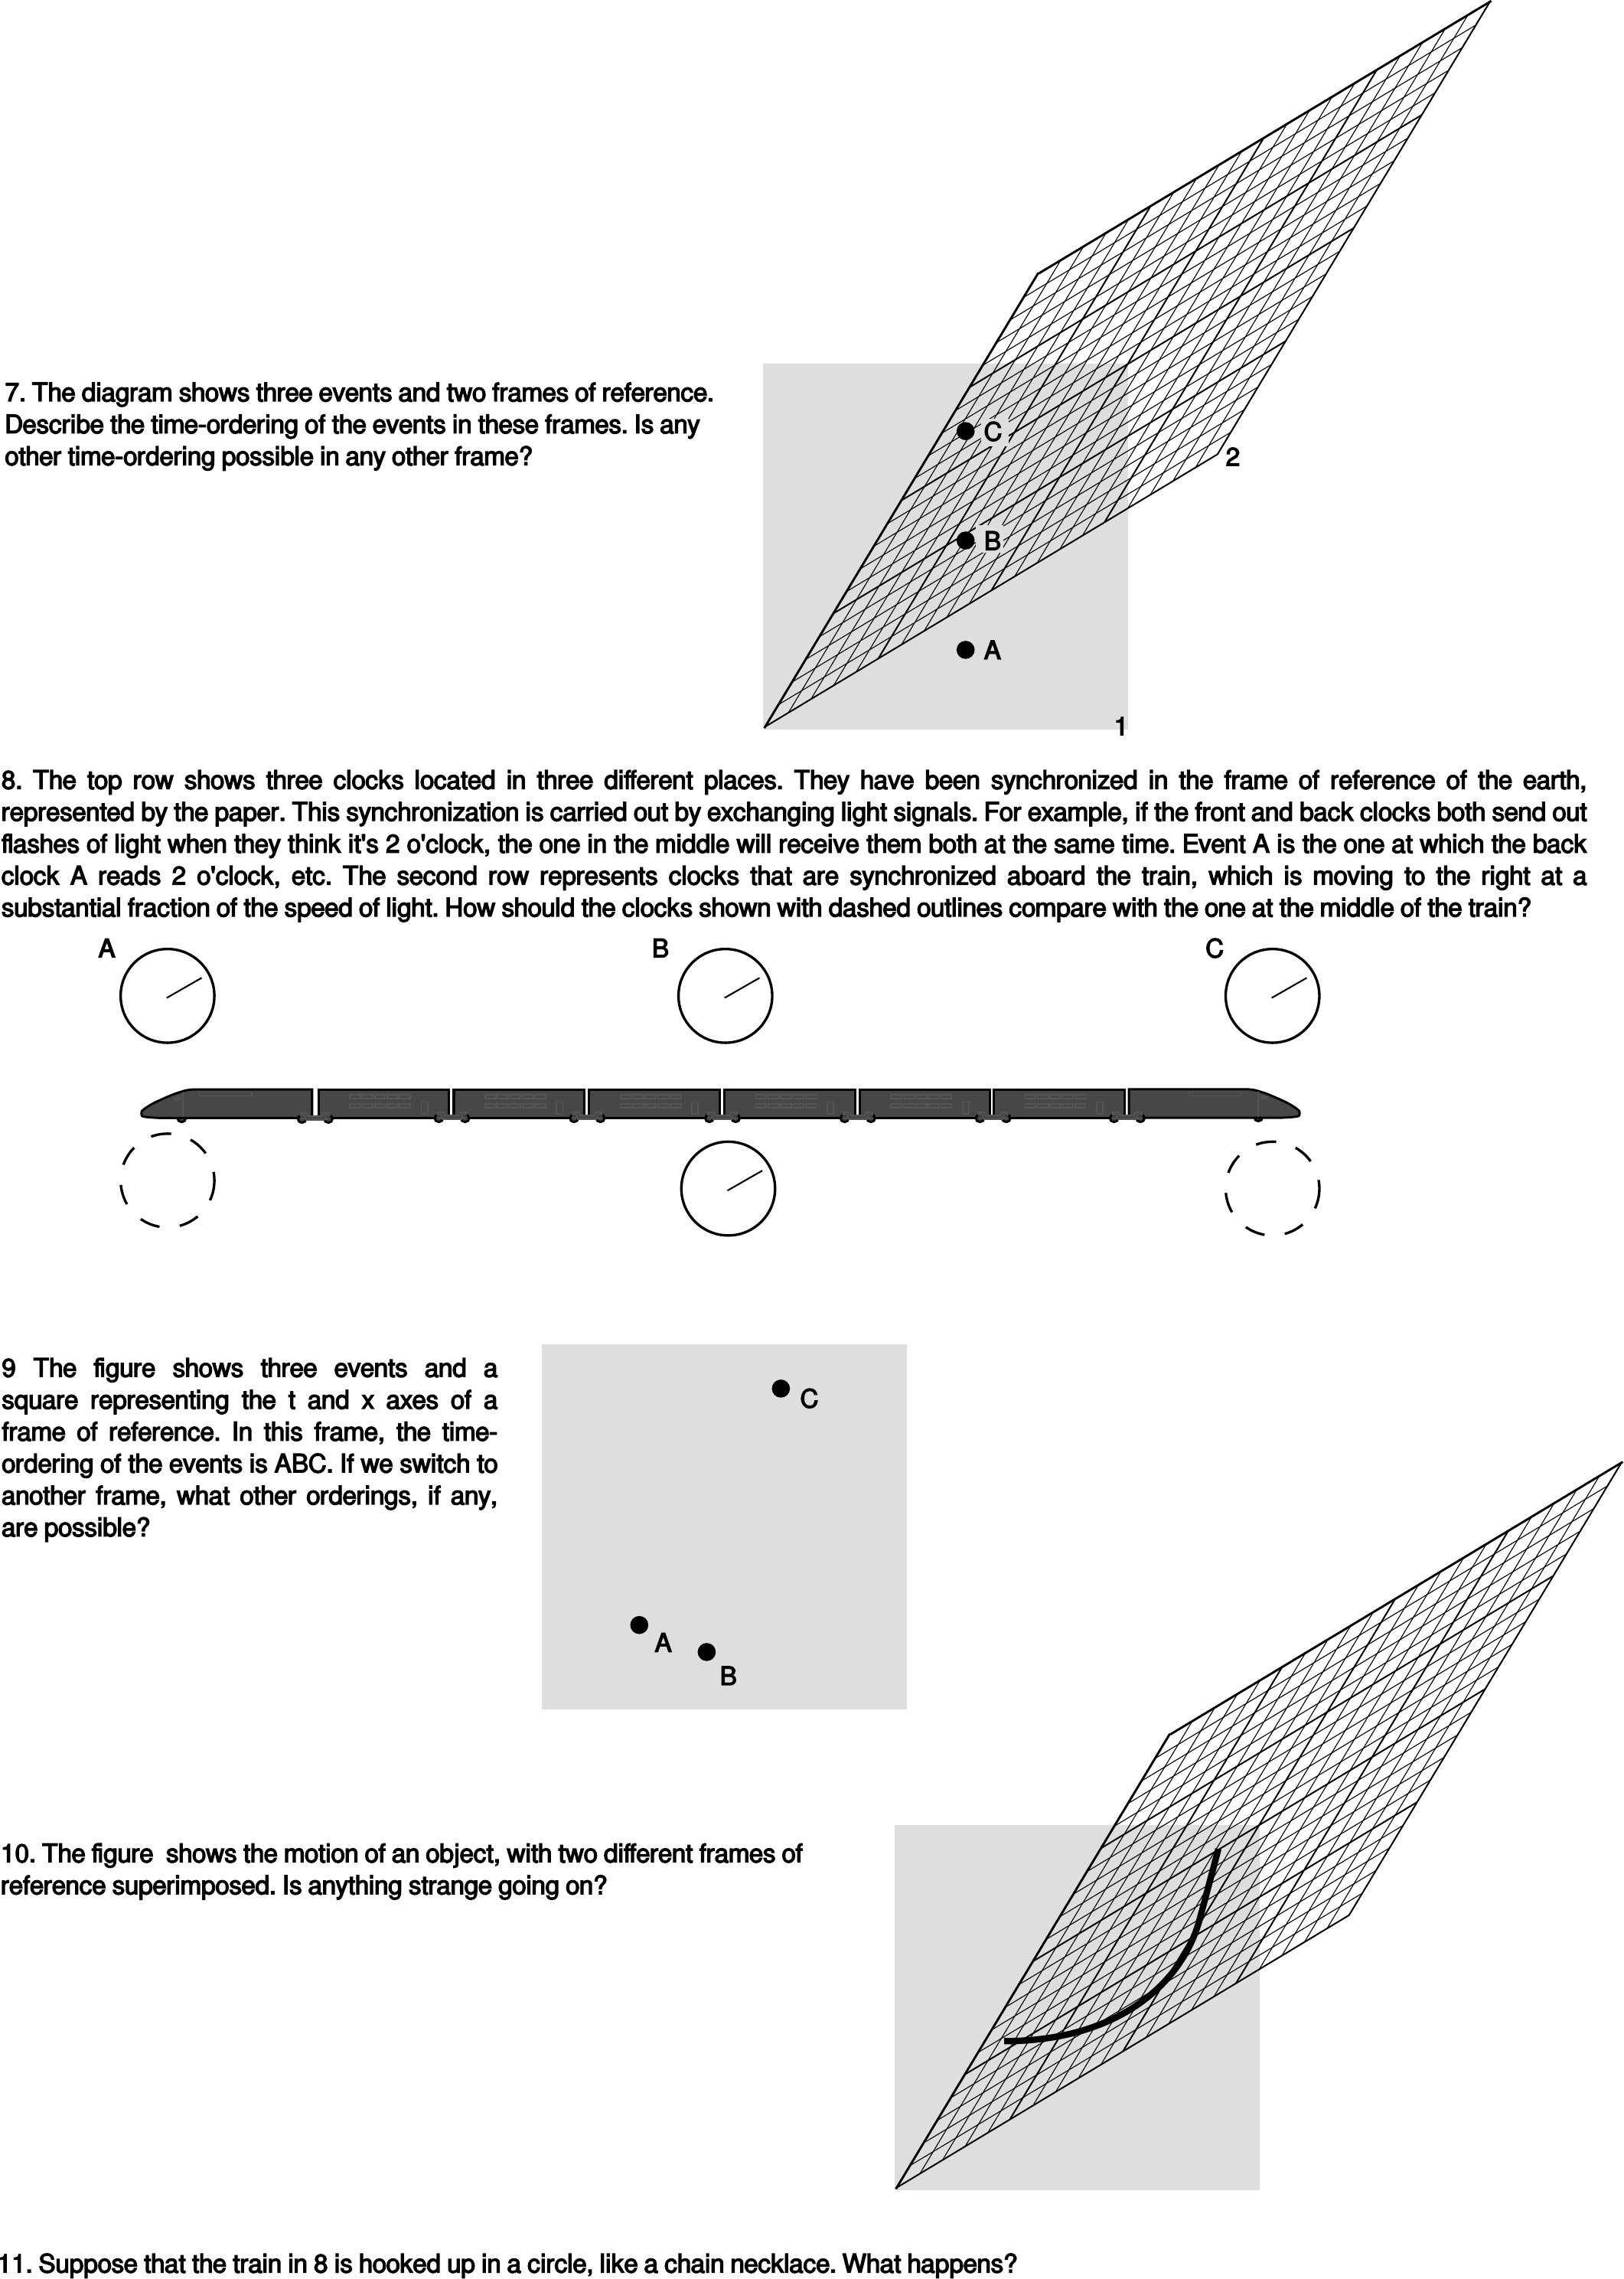 7. The diagram shows three events and two frames of reference.
Describe the time-ordering of the events in these frames. Is any
other time-ordering possible in any other frame?
C
2
B
A
1
8. The top row shows three clocks located in three different places. They have been synchronized in the frame of reference of the earth,
represented by the paper. This synchronization is carried out by exchanging light signals. For example, if the front and back clocks both send out
flashes of light when they think it's 2 o'clock, the one in the middle will receive them both at the same time. Event A is the one at which the back
clock A reads 2 o'clock, etc. The second row represents clocks that are synchronized aboard the train, which is moving to the right at a
substantial fraction of the speed of light. How should the clocks shown with dashed outlines compare with the one at the middle of the train?
A
B
C
9 The figure shows three events and a
square representing the t and x axes of a
frame of reference. In this frame, the time-
ordering of the events is ABC. If we switch to
another frame, what other orderings, if any,
are possible?
C
A
B
10. The figure shows the motion of an object, with two different frames of
reference superimposed. Is anything strange going on?
11. Suppose that the train in 8 is hooked up in a circle, like a chain necklace. What happens?